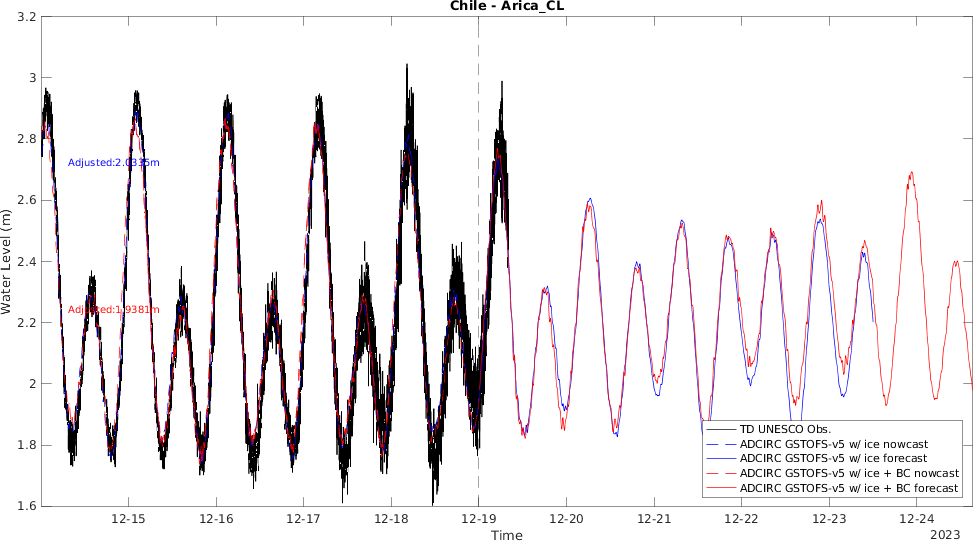 Chile - Arica_CL
3.2
3
2.8
2.6
2.4
2.2
2
1.8
1.6
Water Level (m)
Adjusted:2.0335m
Adjusted:1.9381m
TD UNESCO Obs.
ADCIRC GSTOFS-v5 w/ ice nowcast
ADCIRC GSTOFS-v5 w/ ice forecast
ADCIRC GSTOFS-v5 w/ ice + BC nowcast
ADCIRC GSTOFS-v5 w/ ice + BC forecast
12-15
12-16
12-17
12-18
12-19
12-20
12-21
12-22
12-23
12-24
Time
2023